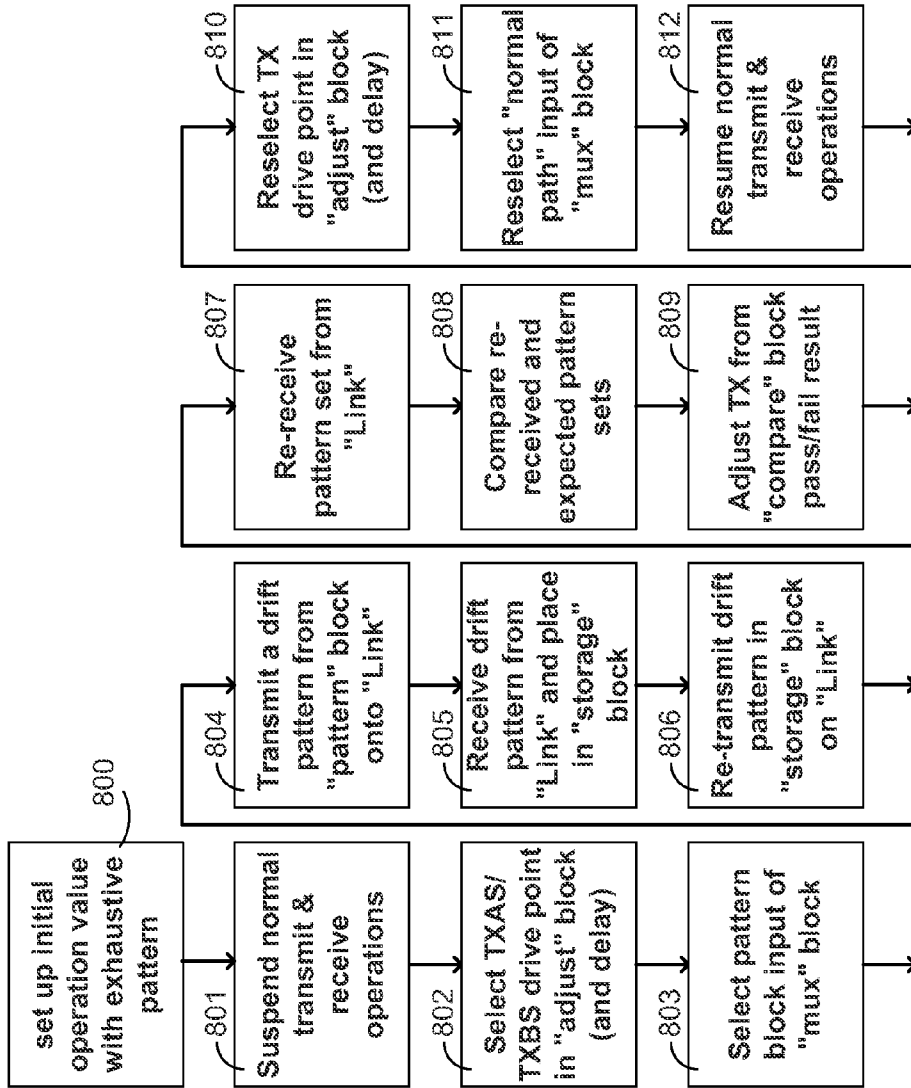 set up initial
operation value
with exhaustive
pattern
800
801
Suspend normal
transmit &
receive
operations
802
Select TXAS/
TXBS drive point
in "adjust" block
(and delay)
803
Select pattern
block input of
"mux" block
804
Transmit a drift
pattern from
"pattern" block
onto "Link"
805
Receive drift
pattern from
"Link" and place
in "storage"
block
806
Re-transmit drift
pattern in
"storage" block
on "Link"
807
Re-receive
pattern set from
"Link"
808
Compare re-
received and
expected pattern
sets
809
Adjust TX from
"compare" block
pass/fail result
810
Reselect TX
drive point in
"adjust" block
(and delay)
811
Reselect "normal
path" input of
"mux" block
812
Resume normal
transmit &
receive
operations